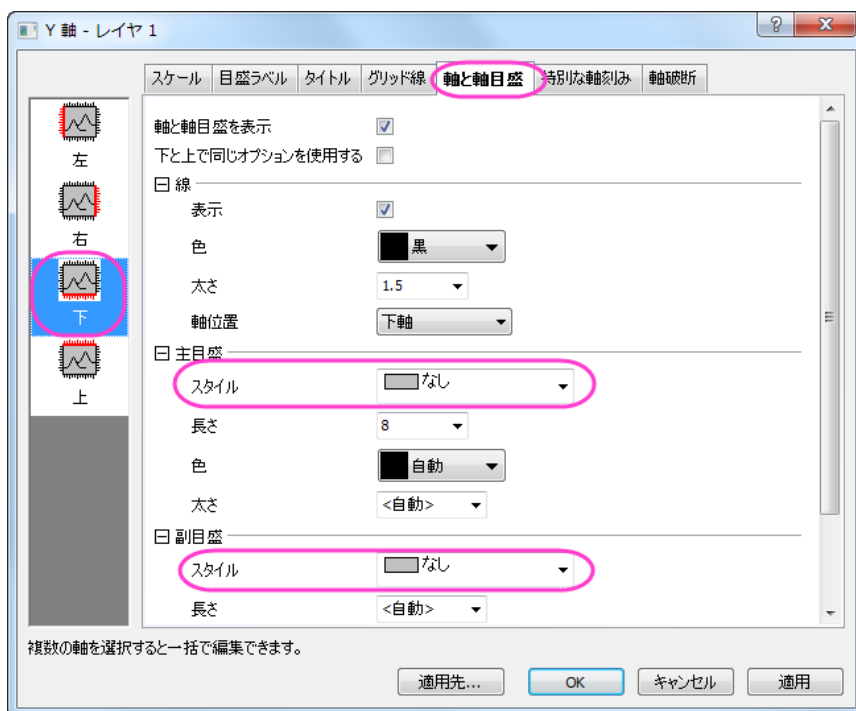 Y 軸 - レイヤ 1
スケール 目盛ラベル タイトル グリッド線 軸と軸目盛 特別な軸刻み 軸破断
左
右
下
上
軸と軸目盛を表示
下と上で同じオプションを使用する
線
表示
色 黒
太さ 1.5
軸位置 下軸
主目盛
スタイル なし
長さ 8
色 自動
太さ <自動>
副目盛
スタイル なし
長さ <自動>
複数の軸を選択すると一括で編集できます。
適用先... OK キャンセル 適用